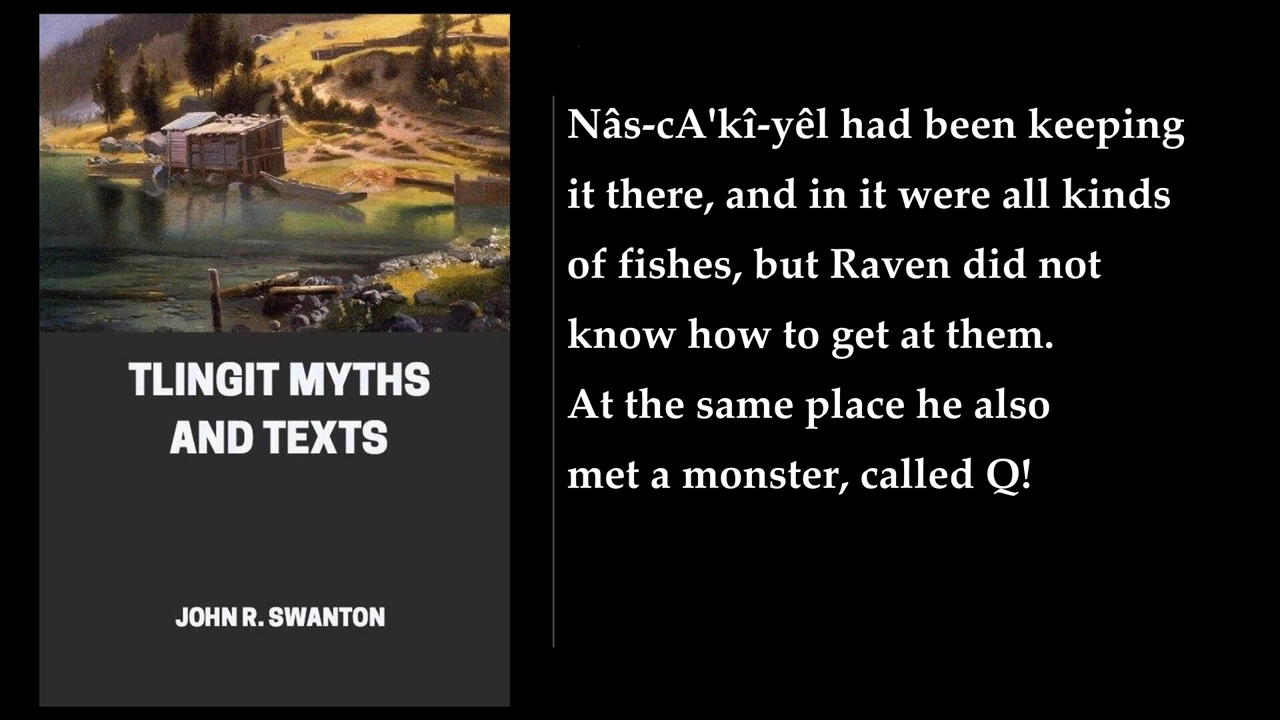 TLINGIT MYTHS
AND TEXTS
JOHN R. SWANTON
Nâs-cA'kî-yêl had been keeping
it there, and in it were all kinds
of fishes, but Raven did not
know how to get at them.
At the same place he also
met a monster, called Q!